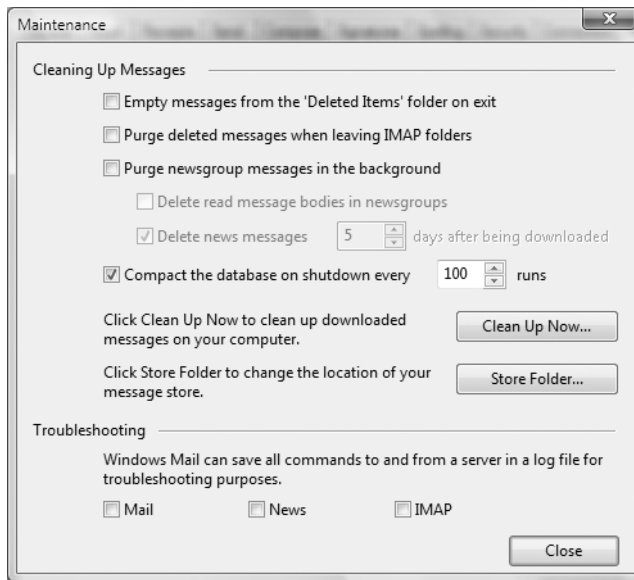 Maintenance
Cleaning Up Messages
Empty messages from the 'Deleted Items' folder on exit
Purge deleted messages when leaving IMAP folders
Purge newsgroup messages in the background
Delete read message bodies in newsgroups
Delete news messages 5 days after being downloaded
Compact the database on shutdown every 100 runs
Click Clean Up Now to clean up downloaded
messages on your computer.
Clean Up Now...
Click Store Folder to change the location of your
message store.
Store Folder...
Troubleshooting
Windows Mail can save all commands to and from a server in a log file for
troubleshooting purposes.
Mail News IMAP
Close